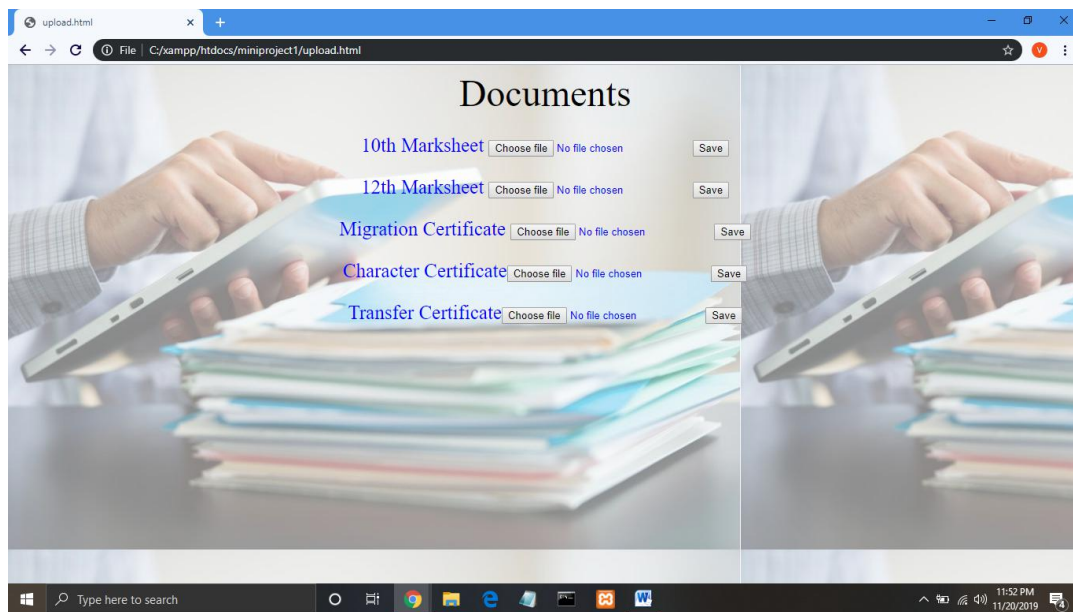 upload.html
File | C:/xampp/htdocs/miniproject1/upload.html
V
Documents
10th Marksheet Choose file No file chosen Save
12th Marksheet Choose file No file chosen Save
Migration Certificate Choose file No file chosen Save
Character Certificate Choose file No file chosen Save
Transfer Certificate Choose file No file chosen Save
Type here to search
W
11:52 PM
11/20/2019
4